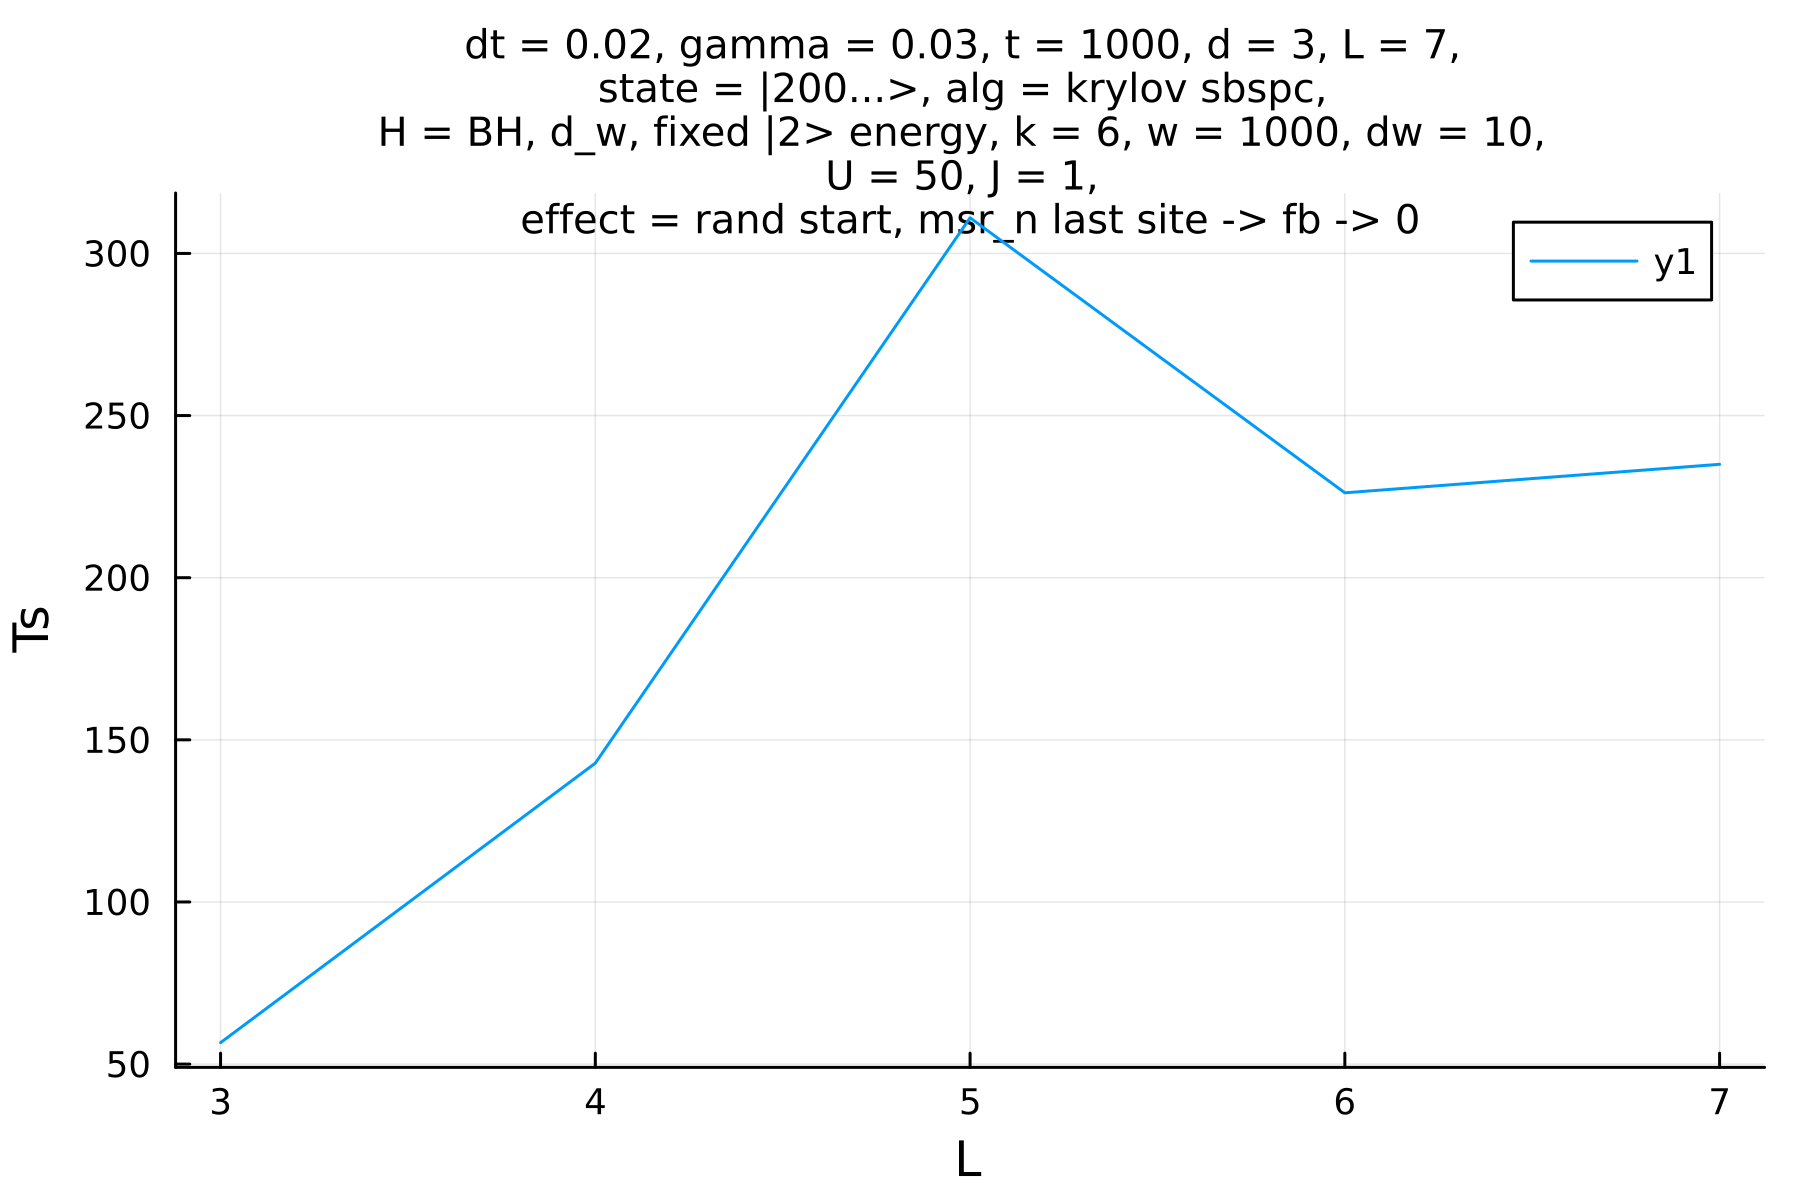 dt = 0.02, gamma = 0.03, t = 1000, d = 3, L = 7,
state = |200...>, alg = krylov sbspc,
H = BH, d_w, fixed |2> energy, k = 6, w = 1000, dw = 10,
U = 50, J = 1,
effect = rand start, msr_n last site -> fb -> 0
y1
300
250
200
150
100
50
Ts
3 4 5 6 7
L